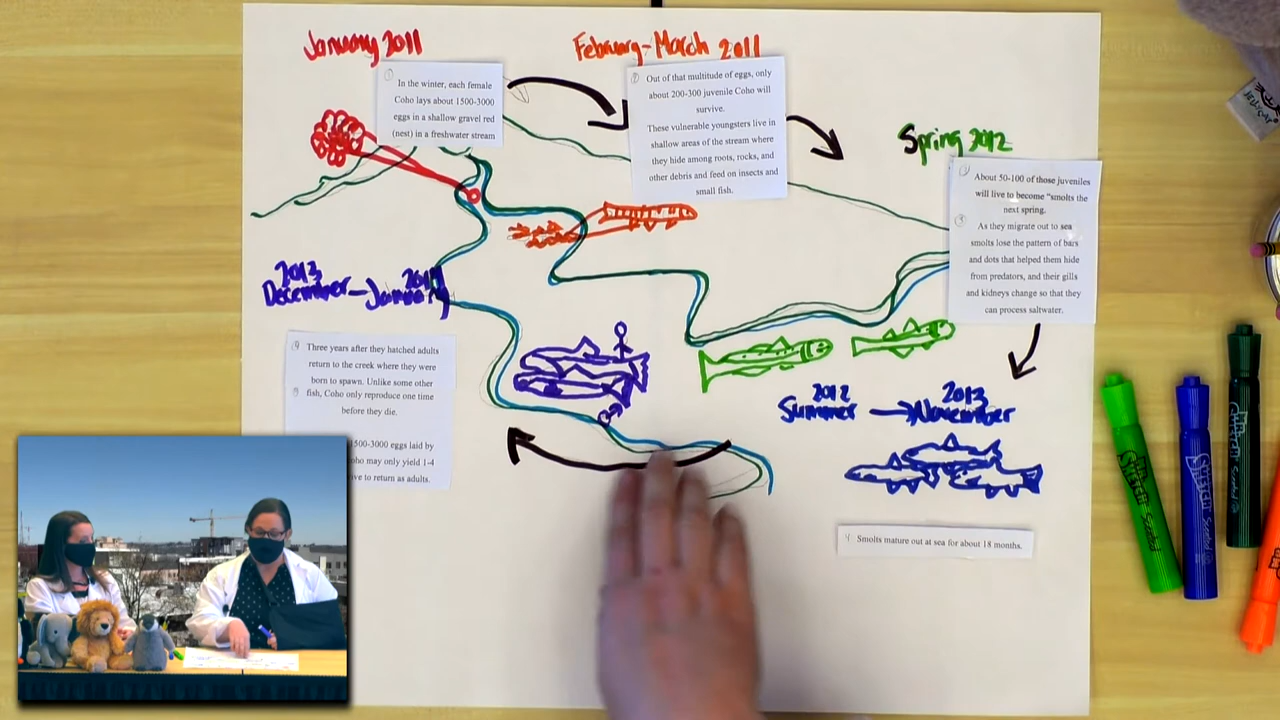 January 2011
In the winter, each female
Coho lays about 1500-3000
eggs in a shallow gravel red
(nest) in a freshwater stream
February-March 2011
Out of that multitude of eggs, only
about 200-300 juvenile Coho will
survive.
These vulnerable youngsters live in
shallow areas of the stream where
they hide among roots, rocks, and
other debris and feed on insects and
small fish.
Spring 2012
About 50-100 of those juveniles
will live to become "smolts the
next spring.
As they migrate out to sea
smolts lose the pattern of bars
and dots that helped them hide
from predators, and their gills
and kidneys change so that they
can process saltwater.
2012 2013
Summer → November
4 Smolts mature out at sea for about 18 months.
2013
December - January
Three years after they hatched adults
return to the creek where they were
born to spawn. Unlike some other
fish, Coho only reproduce one time
before they die.
1500-3000 eggs laid by
oho may only yield 1-4
ive to return as adults.
SKETCH Scented
SKETCH Scented
Scented